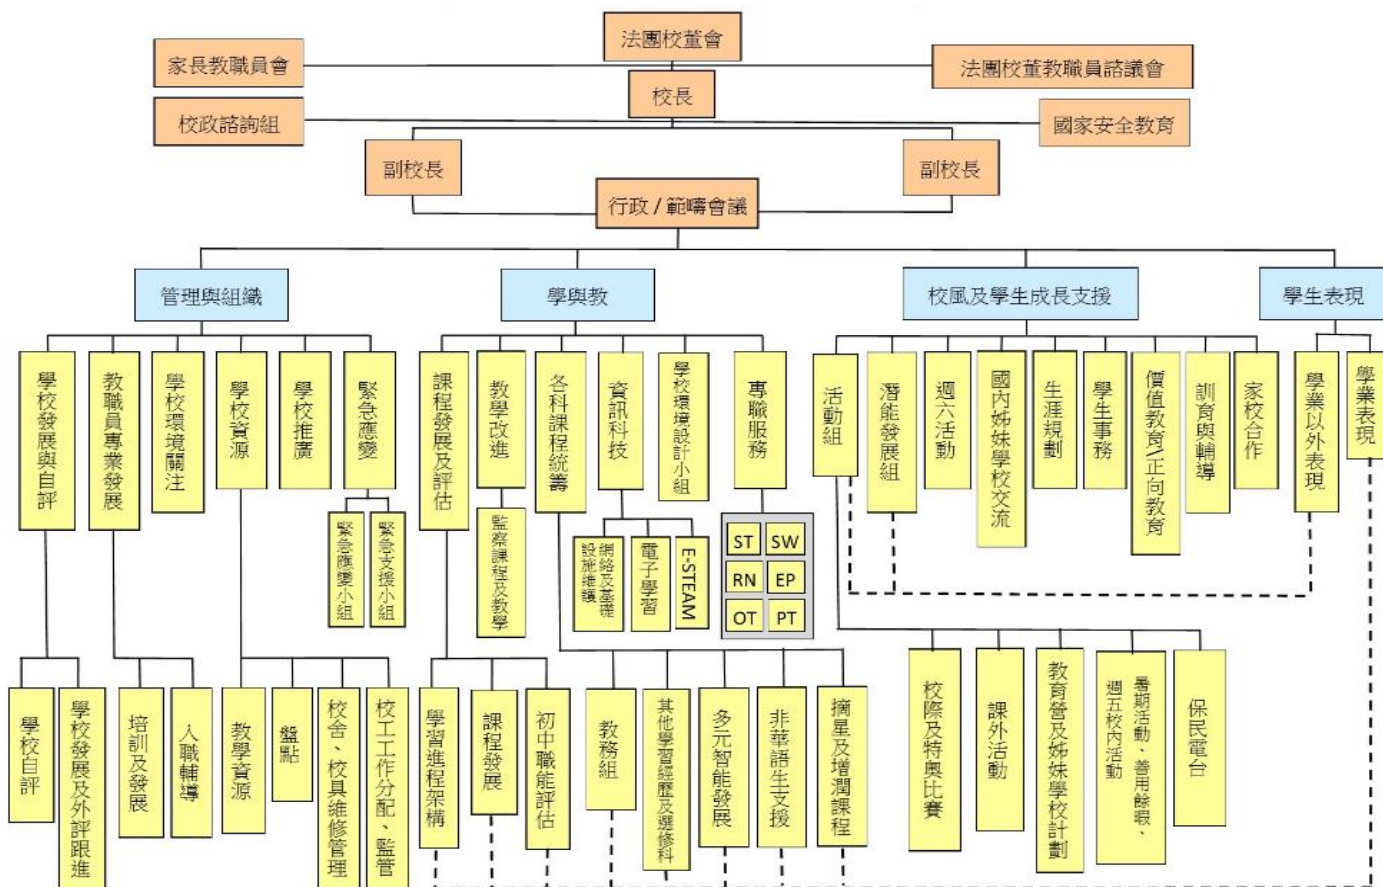 法團校董會
家長教職員會
法團校董教職員諮議會
校長
校政諮詢組
國家安全教育
副校長
副校長
行政 / 範疇會議
管理與組織
學與教
校風及學生成長支援
學生表現
學校發展與自評
教職員專業發展
學校環境關注
學校資源
學校推廣
緊急應變
課程發展及評估
教學改進
各科課程統籌
資訊科技
學校環境設計小組
專職服務
活動組
潛能發展組
週六活動
國內姊妹學校交流
生涯規劃
學生事務
價值教育\正向教育
訓育與輔導
家校合作
學業以外表現
學業表現
緊急應變小組
緊急支援小組
監察課程及教學
網絡及基礎
設施維護
電子學習
E-STEAM
ST
SW
RN
EP
OT
PT
學校自評
學校發展及外評跟進
培訓及發展
入職輔導
教學資源
盤點
校舍、校具維修管理
校工工作分配、監管
學習進程架構
課程發展
初中職能評估
教務組
其他學習經歷及選修科
多元智能發展
非華語生支援
摘星及增潤課程
校際及特奧比賽
課外活動
教育營及姊妹學校計劃
暑期活動、善用餘暇、
週五校內活動
保民電台